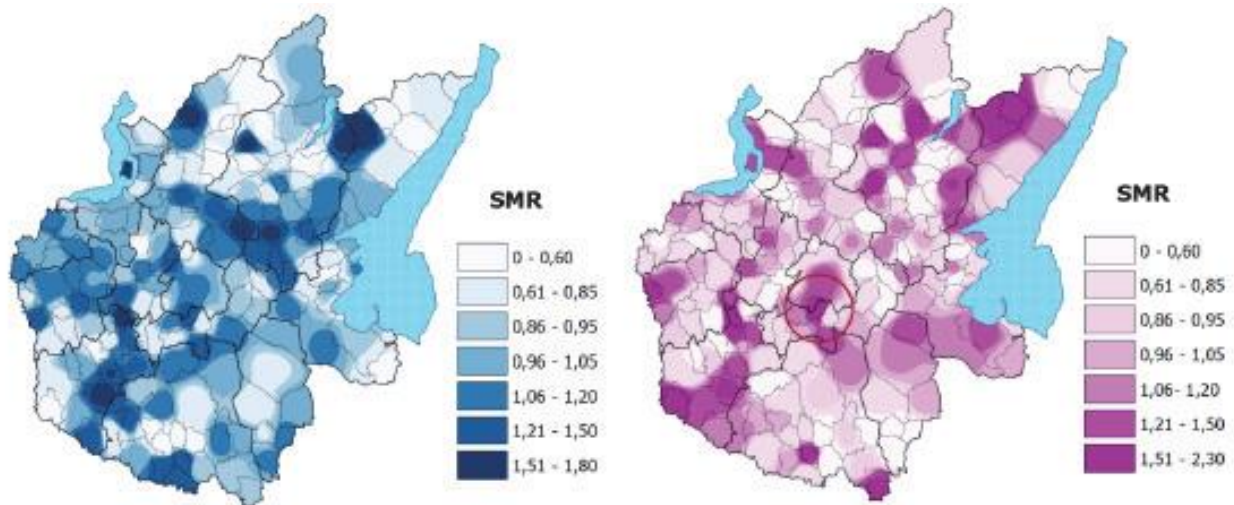 SMR
0 - 0,60
0,61 - 0,85
0,86 - 0,95
0,96 - 1,05
1,06 - 1,20
1,21 - 1,50
1,51 - 1,80
SMR
0 - 0,60
0,61 - 0,85
0,86 - 0,95
0,96 - 1,05
1,06- 1,20
1,21 - 1,50
1,51 - 2,30